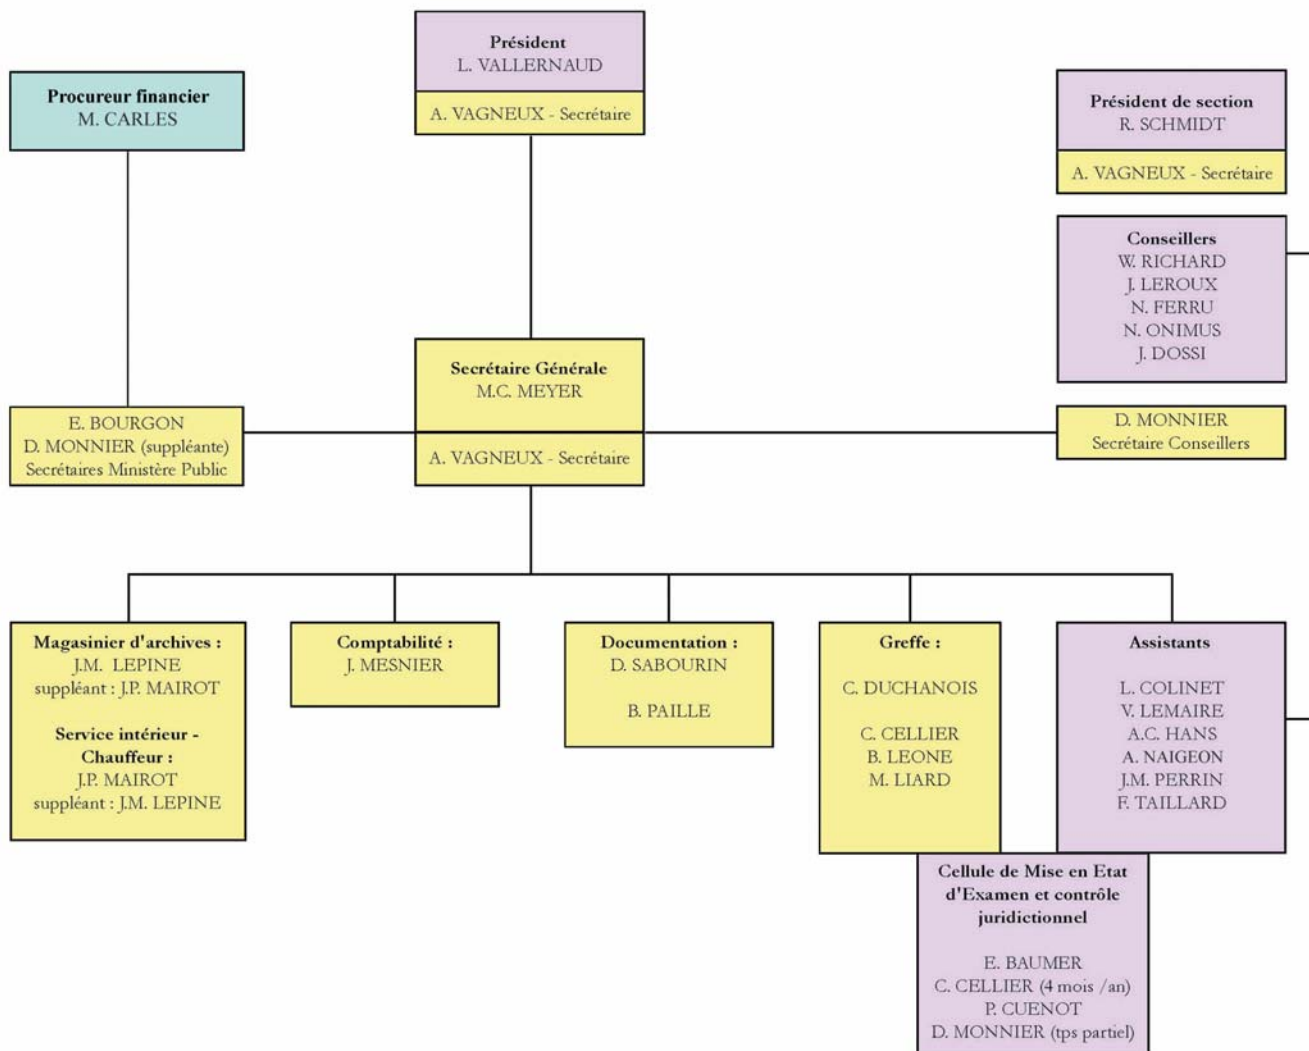 Président
L. VALLERNAUD
A. VAGNEUX - Secrétaire
Procureur financier
M. CARLES
Président de section
R. SCHMIDT
A. VAGNEUX - Secrétaire
Conseillers
W. RICHARD
J. LEROUX
N. FERRU
N. ONIMUS
J. DOSSI
Secrétaire Générale
M.C. MEYER
A. VAGNEUX - Secrétaire
E. BOURGON
D. MONNIER (suppléante)
Secrétaires Ministère Public
D. MONNIER
Secrétaire Conseillers
Magasinier d'archives :
J.M. LEPINE
suppléant : J.P. MAIROT
Service intérieur -
Chauffeur :
J.P. MAIROT
suppléant : J.M. LEPINE
Comptabilité :
J. MESNIER
Documentation :
D. SABOURIN
B. PAILLE
Greffe :
C. DUCHANOIS
C. CELLIER
B. LEONE
M. LIARD
Assistants
L. COLINET
V. LEMAIRE
A.C. HANS
A. NAIGEON
J.M. PERRIN
F. TAILLARD
Cellule de Mise en Etat
d'Examen et contrôle
juridictionnel
E. BAUMER
C. CELLIER (4 mois /an)
P. CUENOT
D. MONNIER (tps partiel)